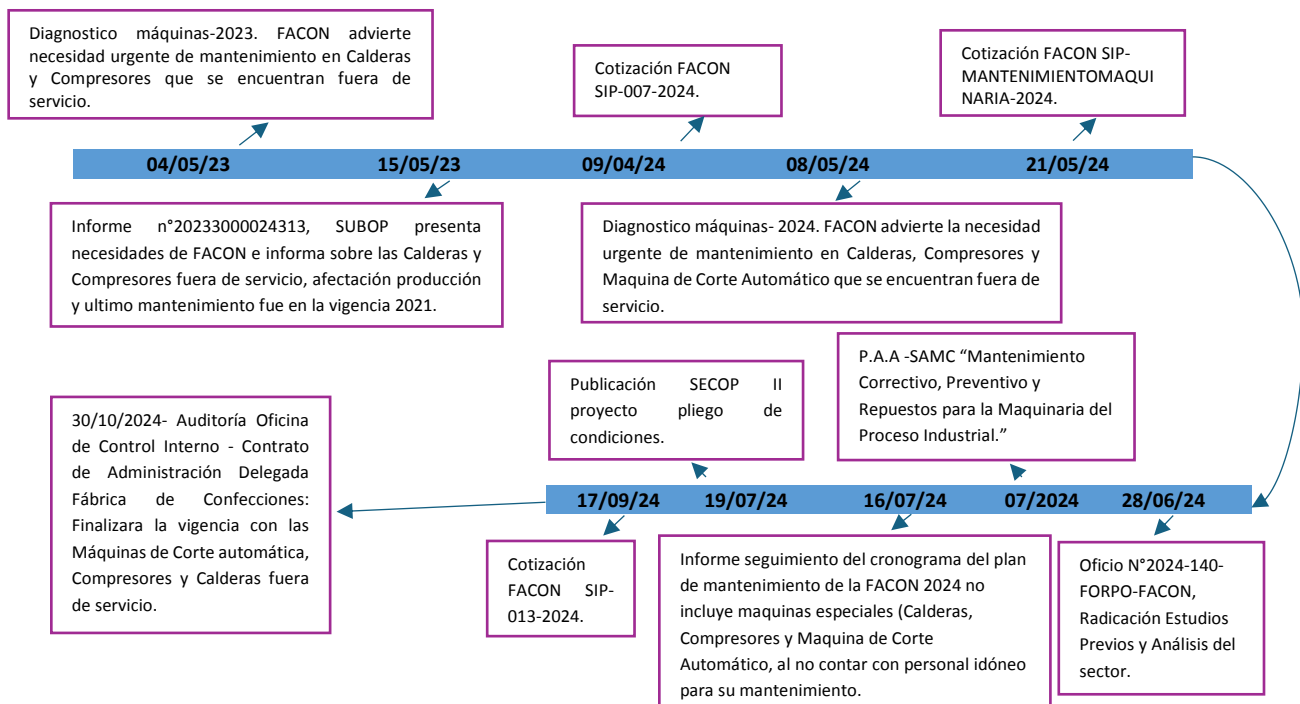 Diagnostico máquinas-2023. FACON advierte
necesidad urgente de mantenimiento en Calderas
y Compresores que se encuentran fuera de
servicio.
Cotización FACON
SIP-007-2024.
Cotización FACON SIP-
MANTENIMIENTOMAQUI
NARIA-2024.
04/05/23
15/05/23
09/04/24
08/05/24
21/05/24
Informe n°20233000024313, SUBOP presenta
necesidades de FACON e informa sobre las Calderas y
Compresores fuera de servicio, afectación producción
y ultimo mantenimiento fue en la vigencia 2021.
Diagnostico máquinas- 2024. FACON advierte la necesidad
urgente de mantenimiento en Calderas, Compresores y
Maquina de Corte Automático que se encuentran fuera de
servicio.
P.A.A -SAMC “Mantenimiento
Correctivo, Preventivo y
Repuestos para la Maquinaria del
Proceso Industrial.”
Publicación SECOP II
proyecto pliego de
condiciones.
30/10/2024- Auditoría Oficina
de Control Interno - Contrato
de Administración Delegada
Fábrica de Confecciones:
Finalizara la vigencia con las
Máquinas de Corte automática,
Compresores y Calderas fuera
de servicio.
17/09/24
19/07/24
16/07/24
07/2024
28/06/24
Cotización
FACON SIP-
013-2024.
Informe seguimiento del cronograma del plan
de mantenimiento de la FACON 2024 no
incluye maquinas especiales (Calderas,
Compresores y Maquina de Corte
Automático, al no contar con personal idóneo
para su mantenimiento.
Oficio N°2024-140-
FORPO-FACON,
Radicación Estudios
Previos y Análisis del
sector.